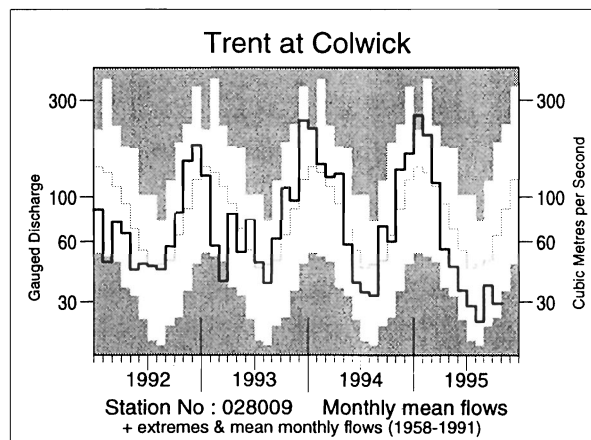 Trent at Colwick
300
100
60
30
Gauged Discharge
300
100
60
30
Cubic Metres per Second
1992 1993 1994 1995
Station No : 028009 Monthly mean flows
+ extremes & mean monthly flows (1958-1991)